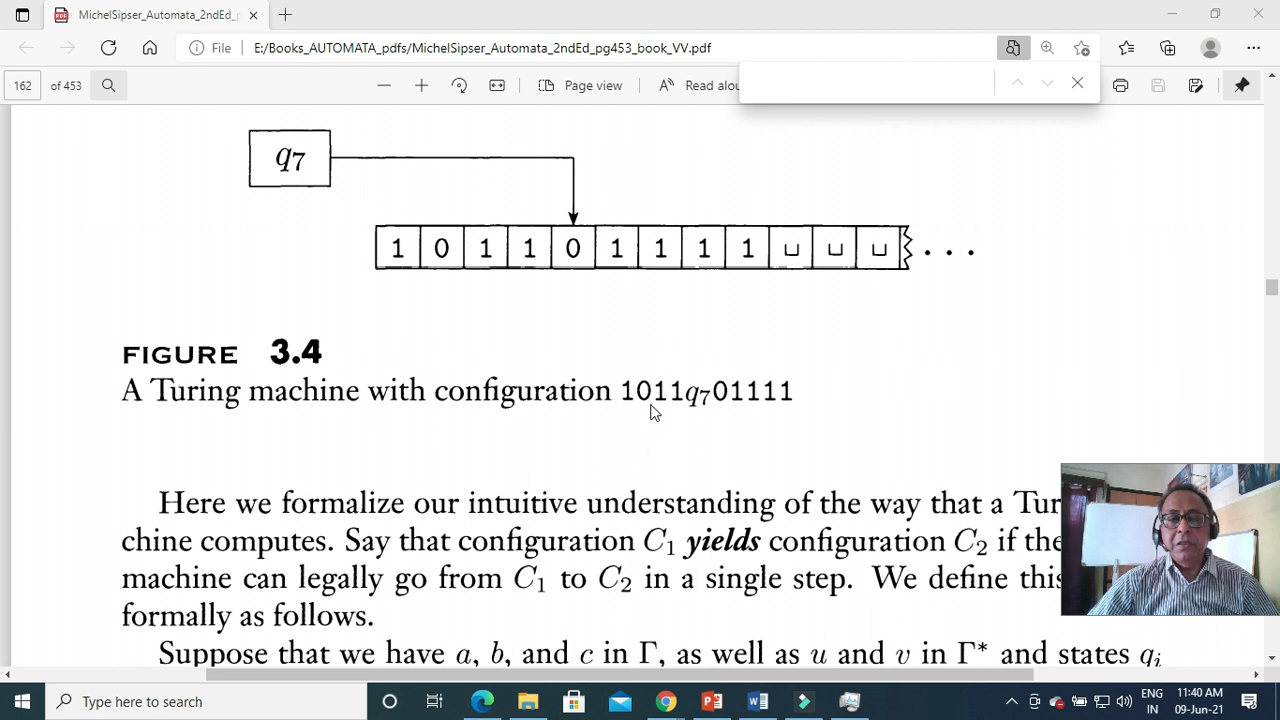 MichelSipser_Automata_2ndEd_p
File E:/Books_AUTOMATA_pdfs/MichelSipser_Automata_2ndEd_pg453_book_VV.pdf
162 of 453 Page view Read alou
q7
1 0 1 1 0 1 1 1 1 ⊔ ⊔ ⊔ ...
FIGURE 3.4
A Turing machine with configuration 1011q₇01111
Here we formalize our intuitive understanding of the way that a Tur
chine computes. Say that configuration C₁ yields configuration C₂ if the
machine can legally go from C₁ to C₂ in a single step. We define this
formally as follows.
Suppose that we have a, b, and c in Γ, as well as u and v in Γ* and states qᵢ
Type here to search
ENG
IN
11:40 AM
09-Jun-21